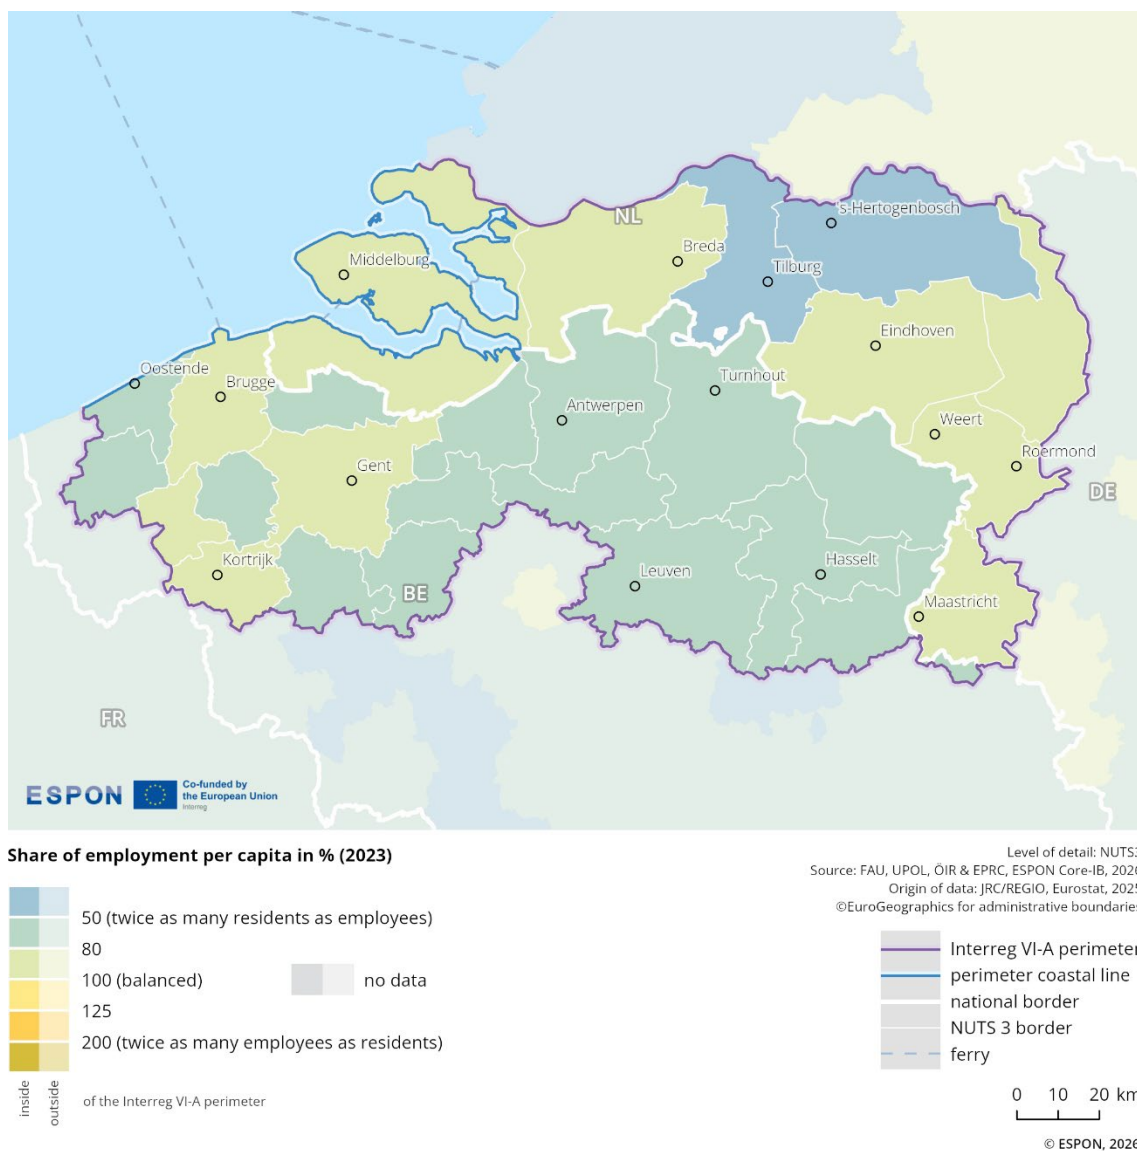 's-Hertogenbosch
NL
Breda
Middelburg
Tilburg
Eindhoven
Oostende
Brugge
Turnhout
Antwerpen
Weert
Gent
Roermond
DE
Kortrijk
Hasselt
Leuven
BE
Maastricht
FR
ESPON
Co-funded by
the European Union
Interreg
Share of employment per capita in % (2023)
50 (twice as many residents as employees)
80
100 (balanced)
no data
125
200 (twice as many employees as residents)
inside
outside
of the Interreg VI-A perimeter
Level of detail: NUTS3
Source: FAU, UPOL, ÖIR & EPRC, ESPON Core-IB, 2026
Origin of data: JRC/REGIO, Eurostat, 2025
©EuroGeographics for administrative boundaries
Interreg VI-A perimeter
perimeter coastal line
national border
NUTS 3 border
ferry
0 10 20 km
© ESPON, 2026